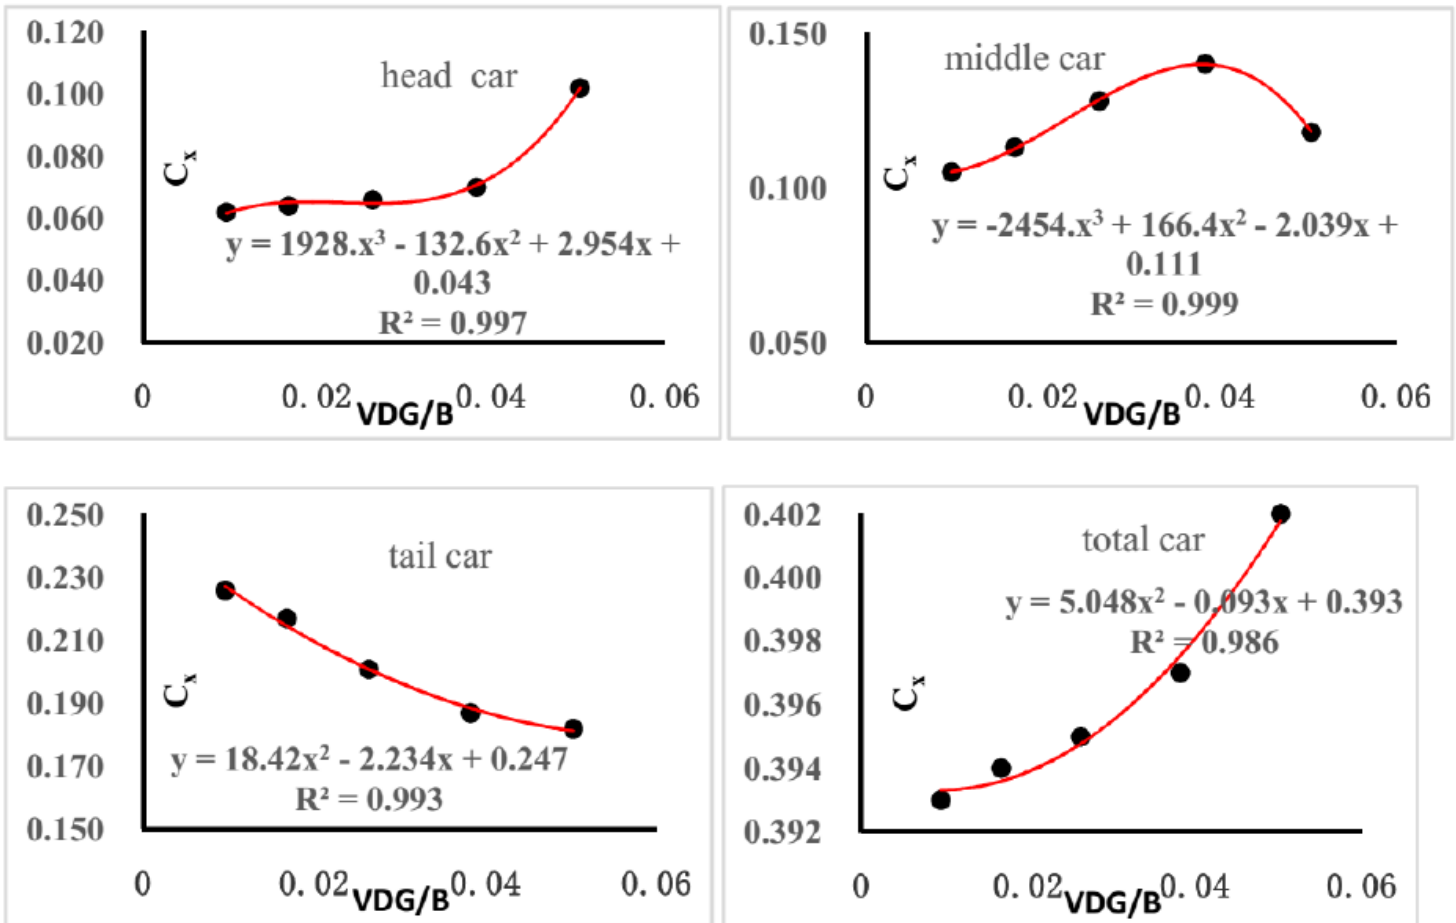 0.120
head car
0.100
0.080
Cx
0.060
y = 1928.x³ - 132.6x² + 2.954x +
0.043
0.040
R² = 0.997
0.020
0 0.02 0.04 0.06
VDG/B
0.150
middle car
Cx
0.100
y = -2454.x³ + 166.4x² - 2.039x +
0.111
R² = 0.999
0.050
0 0.02 0.04 0.06
VDG/B
0.250
tail car
0.230
0.210
Cx
0.190
y = 18.42x² - 2.234x + 0.247
0.170
R² = 0.993
0.150
0 0.02 0.04 0.06
VDG/B
0.402
total car
0.400
y = 5.048x² - 0.093x + 0.393
0.398
R² = 0.986
Cx
0.396
0.394
0.392
0 0.02 0.04 0.06
VDG/B